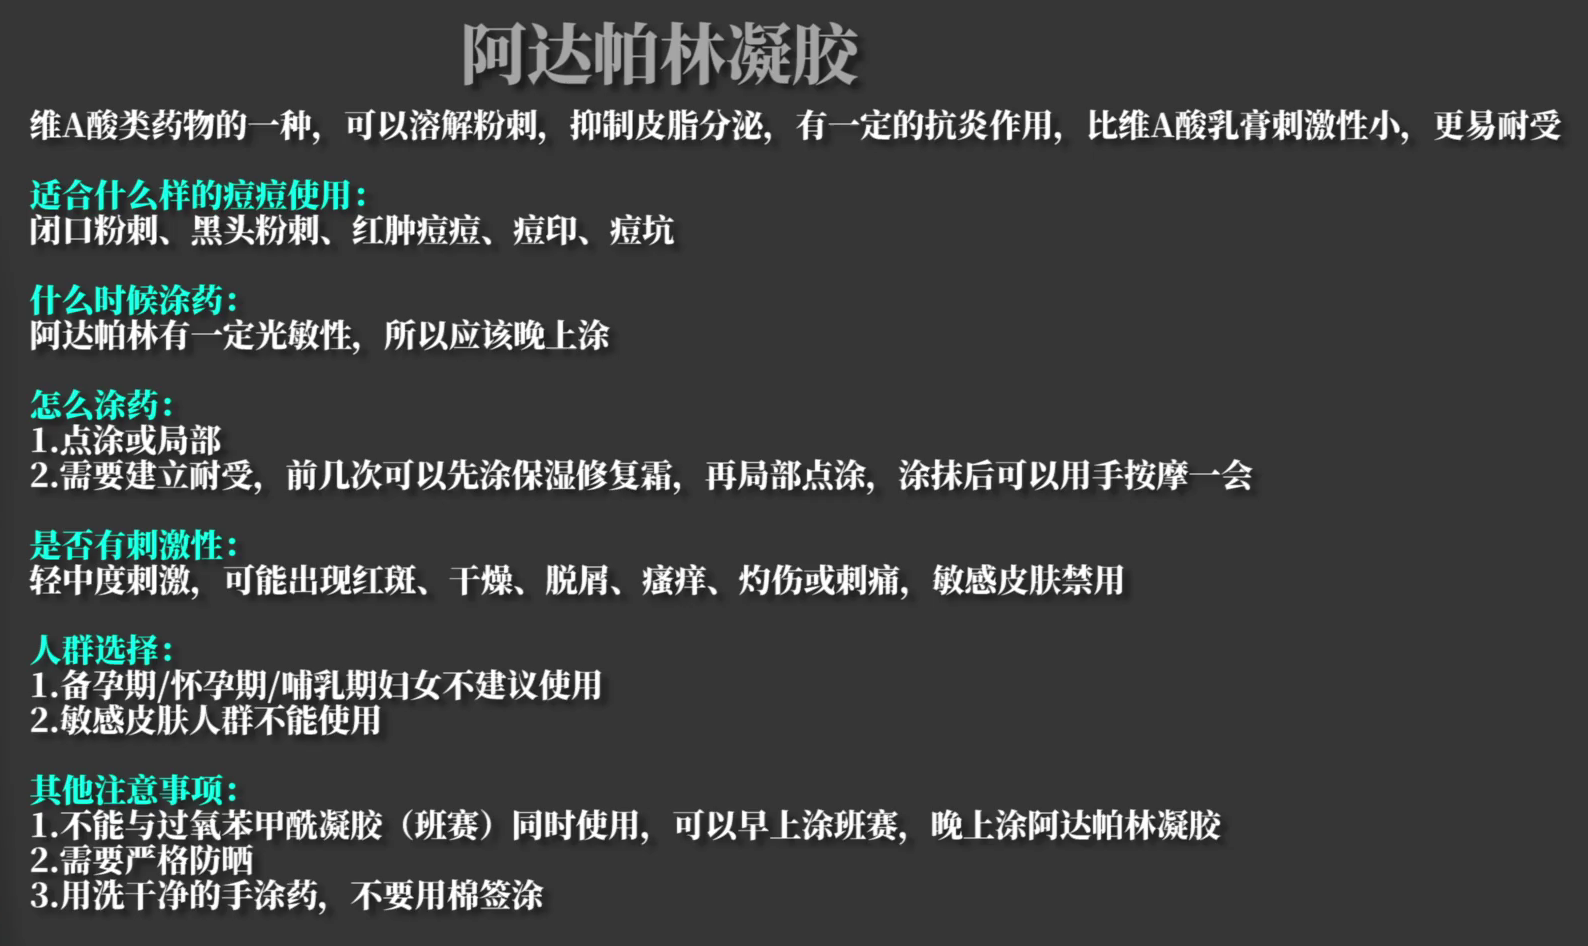 阿达帕林凝胶
维A酸类药物的一种，可以溶解粉刺，抑制皮脂分泌，有一定的抗炎作用，比维A酸乳膏刺激性小，更易耐受
适合什么样的痘痘使用：
闭口粉刺、黑头粉刺、红肿痘痘、痘印、痘坑
什么时候涂药：
阿达帕林有一定光敏性，所以应该晚上涂
怎么涂药：
1.点涂或局部
2.需要建立耐受，前几次可以先涂保湿修复霜，再局部点涂，涂抹后可以用手按摩一会
是否有刺激性：
轻中度刺激，可能出现红斑、干燥、脱屑、瘙痒、灼伤或刺痛，敏感皮肤禁用
人群选择：
1.备孕期/怀孕期/哺乳期妇女不建议使用
2.敏感皮肤人群不能使用
其他注意事项：
1.不能与过氧苯甲酰凝胶（班赛）同时使用，可以早上涂班赛，晚上涂阿达帕林凝胶
2.需要严格防晒
3.用洗干净的手涂药，不要用棉签涂